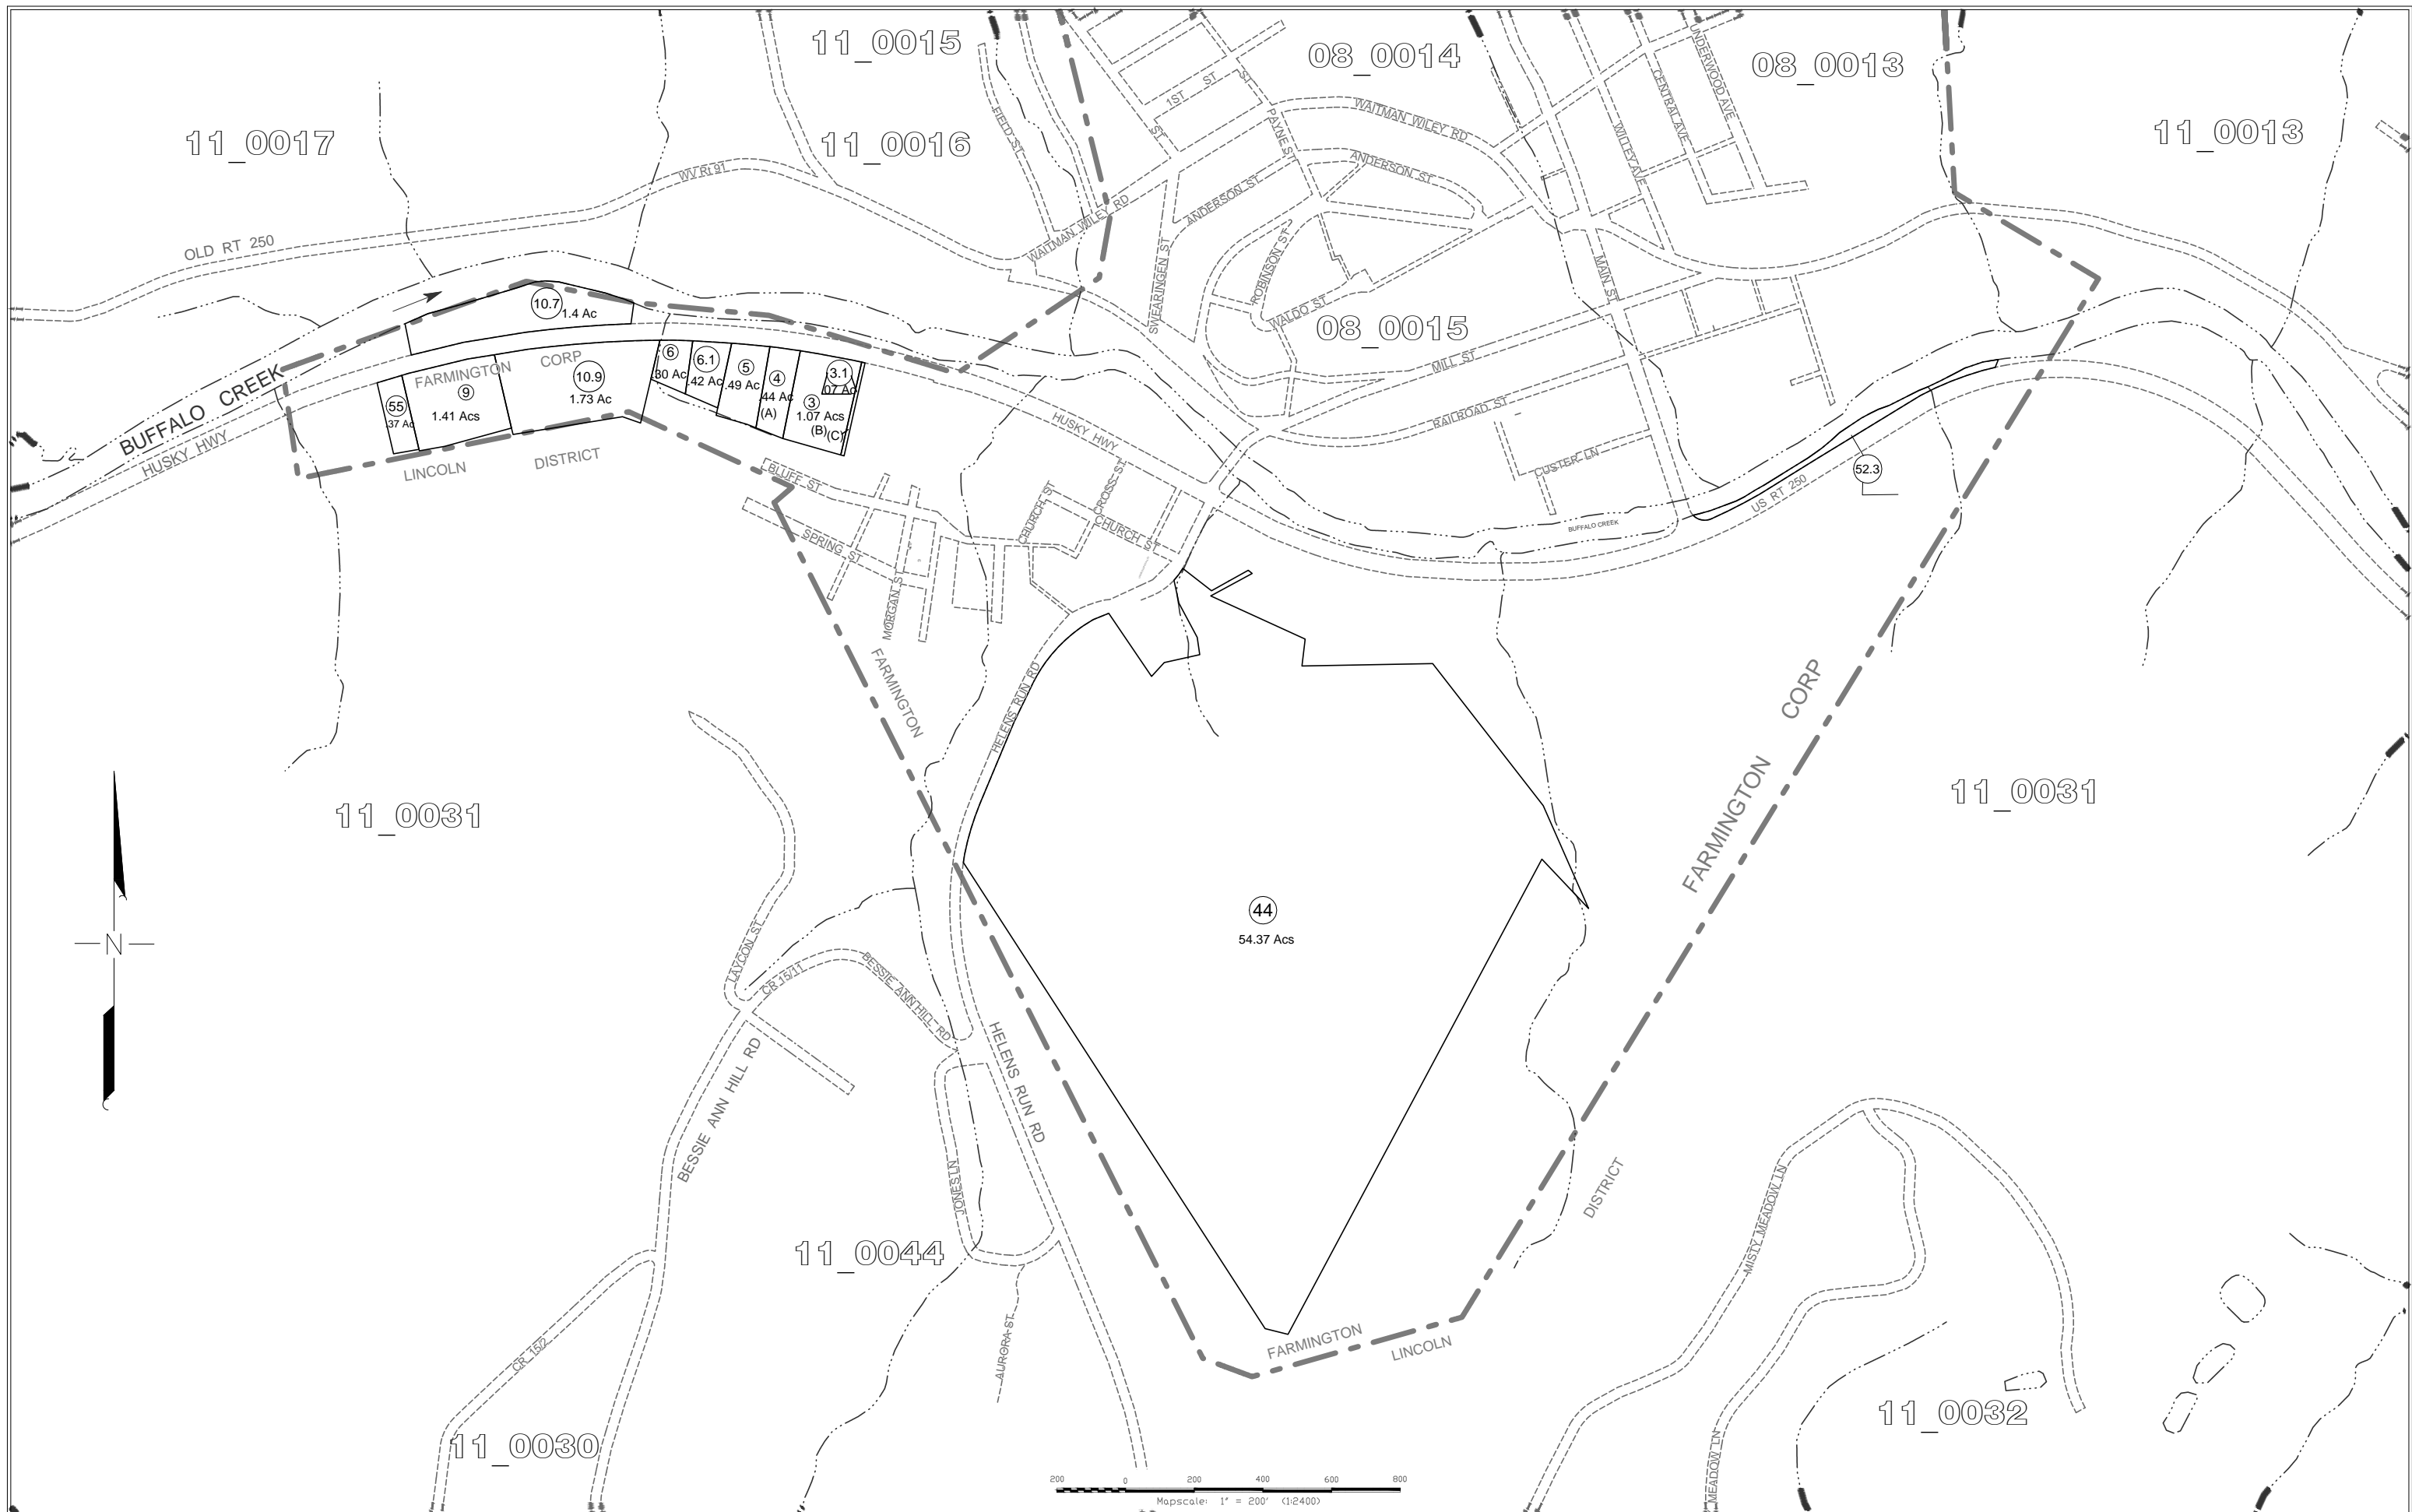 11_0015
08_0014
08_0013
11_0017
11_0016
11_0013
1ST ST
ST
ST
FIELD ST
PAYNE ST
WAITMAN WILEY RD
WILLEY AVE
CENTRAL AVE
UNDERWOOD AVE
WV Rt 91
OLD RT 250
WAITMAN WILEY RD
ANDERSON ST
ANDERSON ST
SWEARINGEN ST
ROBINSON ST
WALDO ST
MAIN ST
08_0015
MILL ST
RAILROAD ST
10.7
1.4 Ac
FARMINGTON CORP
55
.37 Ac
9
1.41 Acs
10.9
1.73 Ac
6
.30 Ac
6.1
.42 Ac
5
.49 Ac
4
.44 Ac
(A)
3.1
.07 Ac
3
1.07 Acs
(B)
(C)
BUFFALO CREEK
HUSKY HWY
LINCOLN DISTRICT
HUSKY HWY
BLUFF ST
SPRING ST
MORGAN ST
CHURCH ST
CROSS ST
CHURCH ST
CUSTER LN
BUFFALO CREEK
US RT 250
52.3
FARMINGTON
HELENS RUN RD
FARMINGTON CORP
11_0031
11_0031
N
44
54.37 Acs
LAYCON ST
CR 15/11
BESSIE ANN HILL RD
BESSIE ANN HILL RD
HELENS RUN RD
JONES LN
DISTRICT
MISTY MEADOW LN
11_0044
AURORA ST
CR 15/2
FARMINGTON
LINCOLN
11_0030
11_0032
MEADOW LN
200 0 200 400 600 800
Mapscale: 1" = 200' (1:2400)